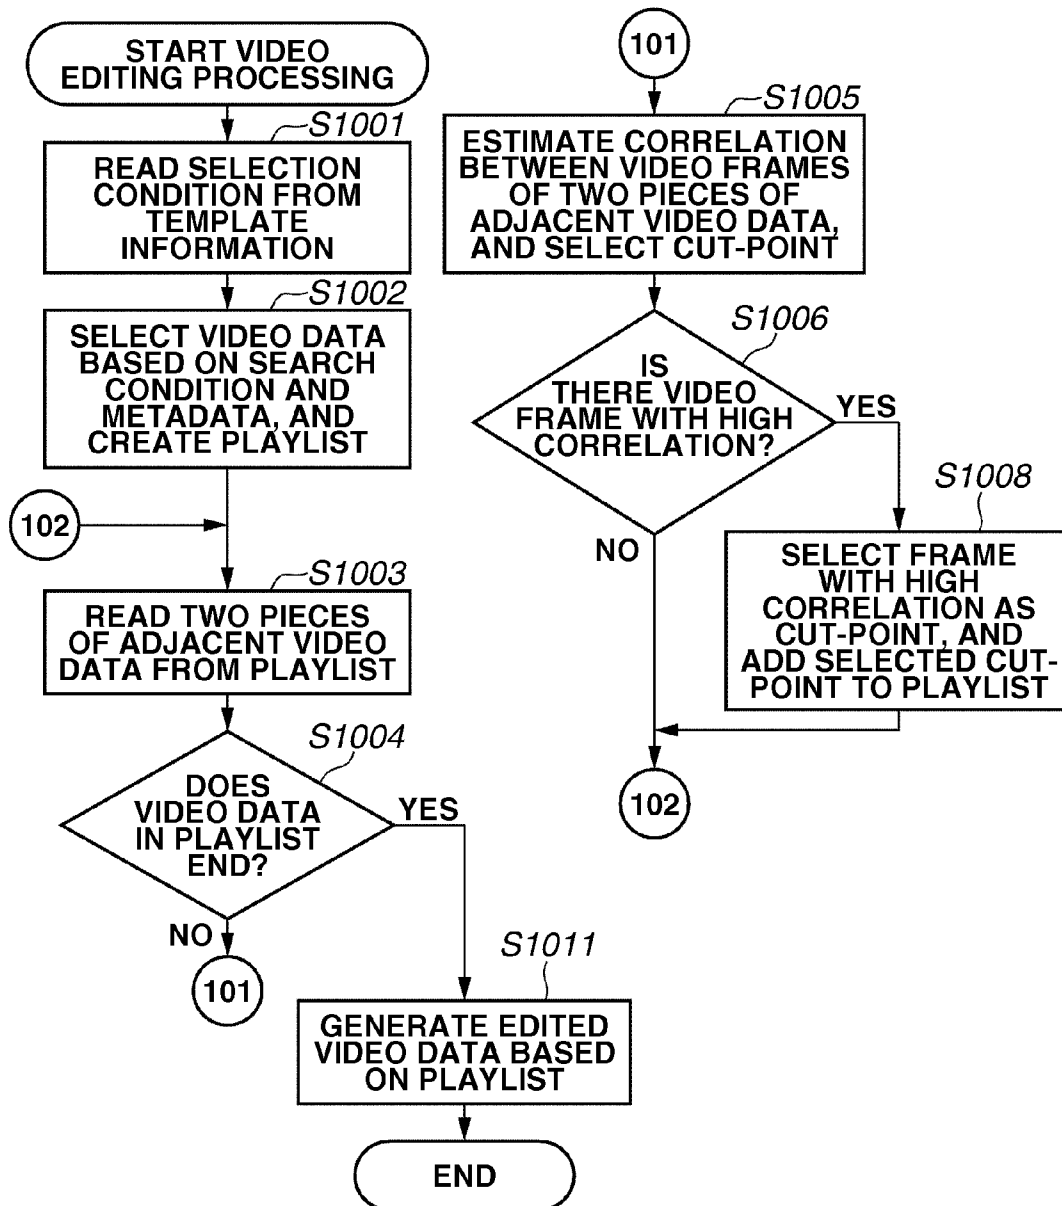 START VIDEO
EDITING PROCESSING
S1001
READ SELECTION
CONDITION FROM
TEMPLATE
INFORMATION
S1002
SELECT VIDEO DATA
BASED ON SEARCH
CONDITION AND
METADATA, AND
CREATE PLAYLIST
102
S1003
READ TWO PIECES
OF ADJACENT VIDEO
DATA FROM PLAYLIST
S1004
DOES
VIDEO DATA
IN PLAYLIST
END?
YES
NO
101
S1011
GENERATE EDITED
VIDEO DATA BASED
ON PLAYLIST
END
101
S1005
ESTIMATE CORRELATION
BETWEEN VIDEO FRAMES
OF TWO PIECES OF
ADJACENT VIDEO DATA,
AND SELECT CUT-POINT
S1006
IS
THERE VIDEO
FRAME WITH HIGH
CORRELATION?
YES
NO
S1008
SELECT FRAME
WITH HIGH
CORRELATION AS
CUT-POINT, AND
ADD SELECTED CUT-
POINT TO PLAYLIST
102